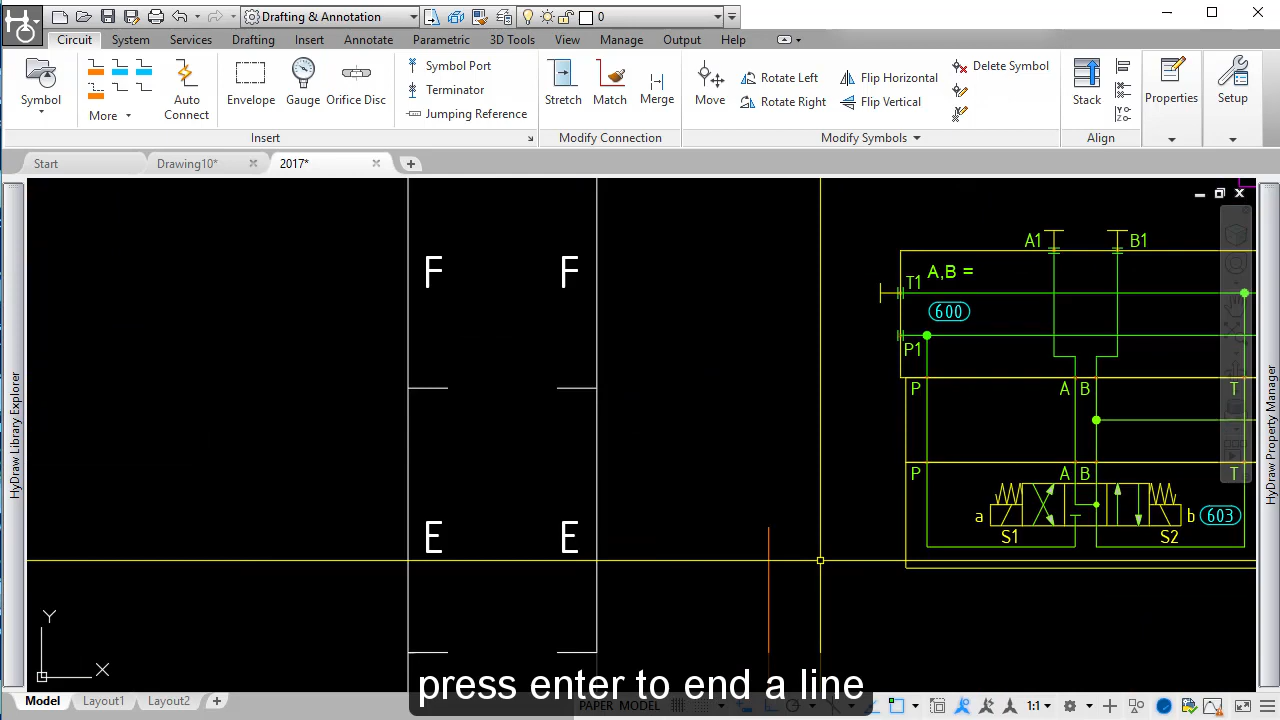 Drafting & Annotation
0
Circuit System Services Drafting Insert Annotate Parametric 3D Tools View Manage Output Help
Symbol
More
Auto
Connect
Envelope
Gauge
Orifice Disc
Symbol Port
Terminator
Jumping Reference
Insert
Stretch
Match
Merge
Modify Connection
Move
Rotate Left
Rotate Right
Flip Horizontal
Flip Vertical
Delete Symbol
Modify Symbols
Stack
Align
Properties
Setup
Start
Drawing10*
2017*
HyDraw Library Explorer
HyDraw Property Manager
F F
E E
A1 B1
T1 A,B =
600
P1
P A B T
P A B T
a b 603
S1 S2
Y
X
press enter to end a line
Model Layout1 Layout2
PAPER MODEL
1:1